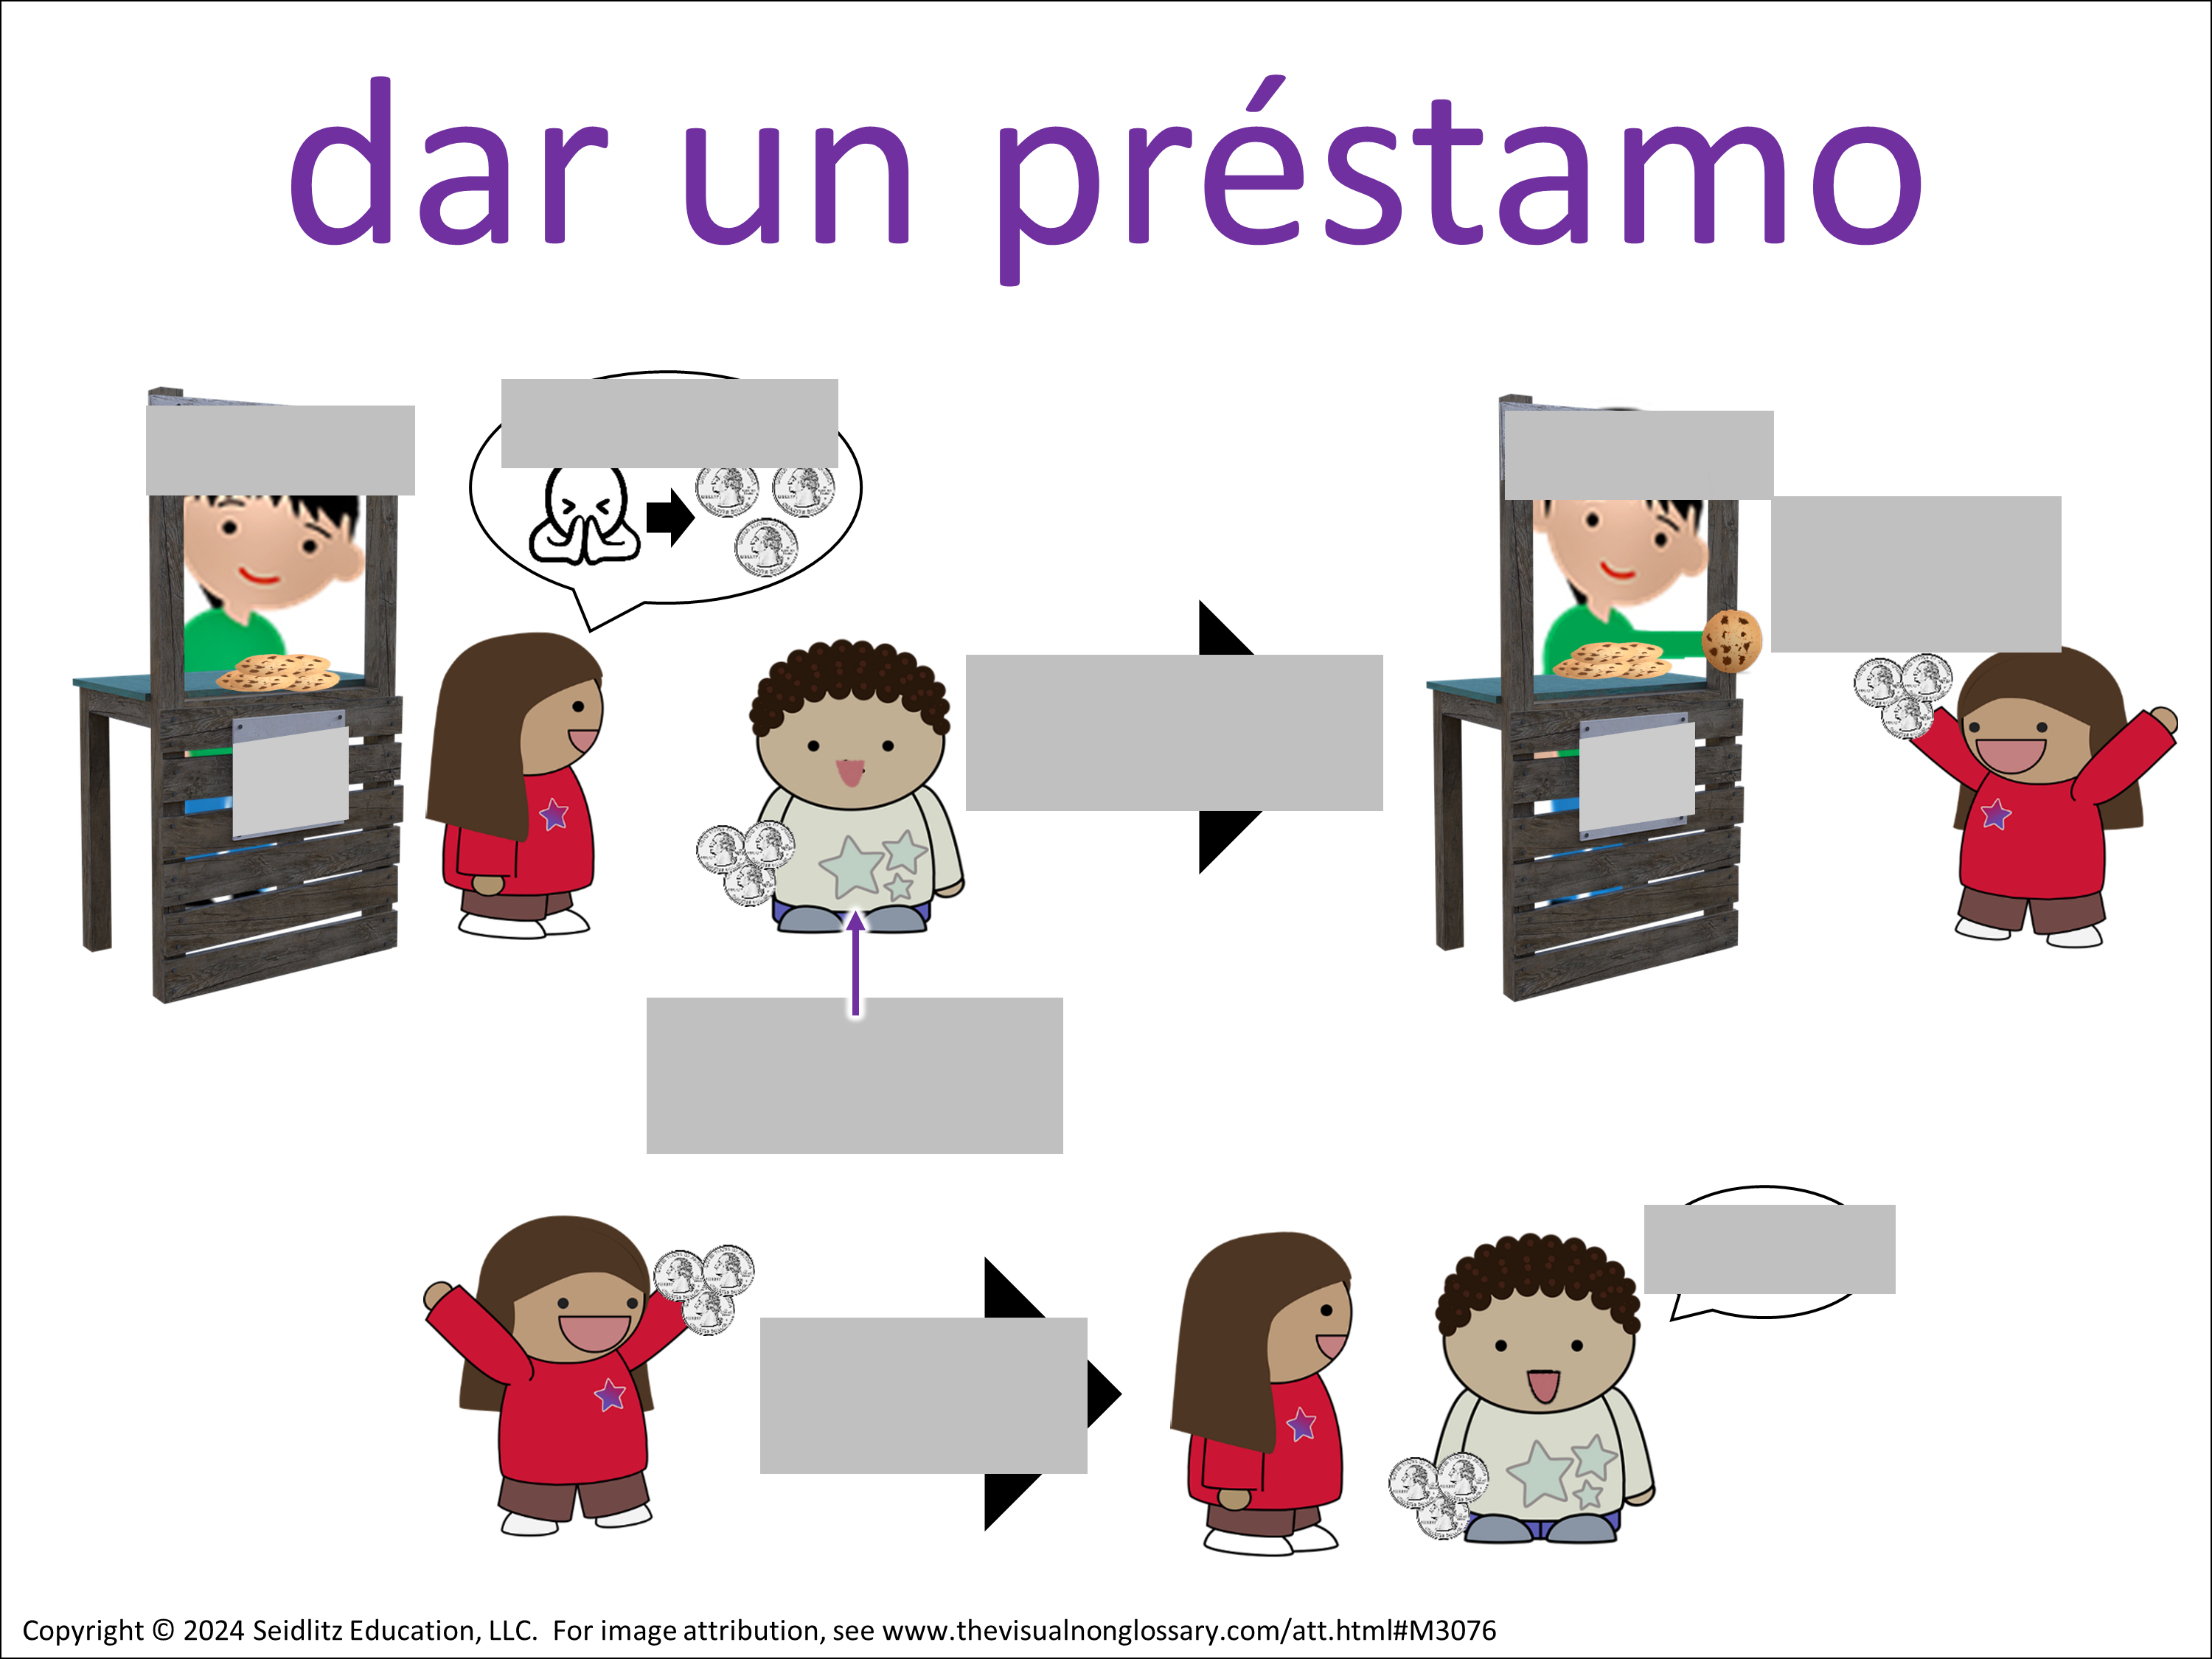 dar un préstamo
Copyright © 2024 Seidlitz Education, LLC.  For image attribution, see www.thevisualnonglossary.com/att.html#M3076